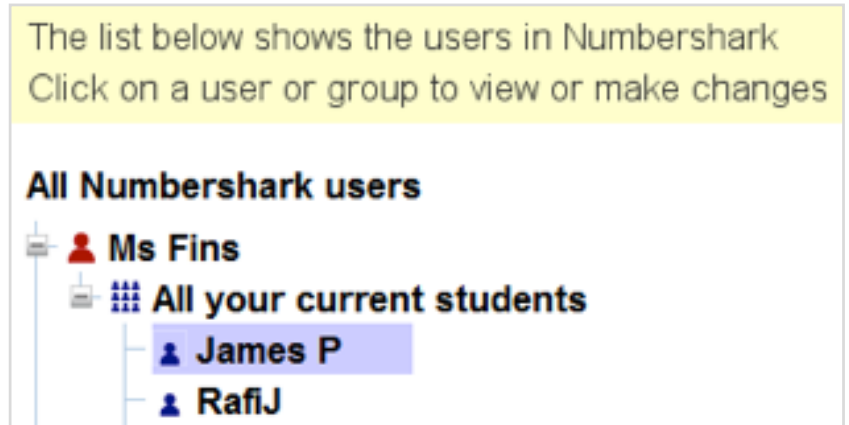 The list below shows the users in Numbershark
Click on a user or group to view or make changes
All Numbershark users
Ms Fins
All your current students
James P
RafiJ